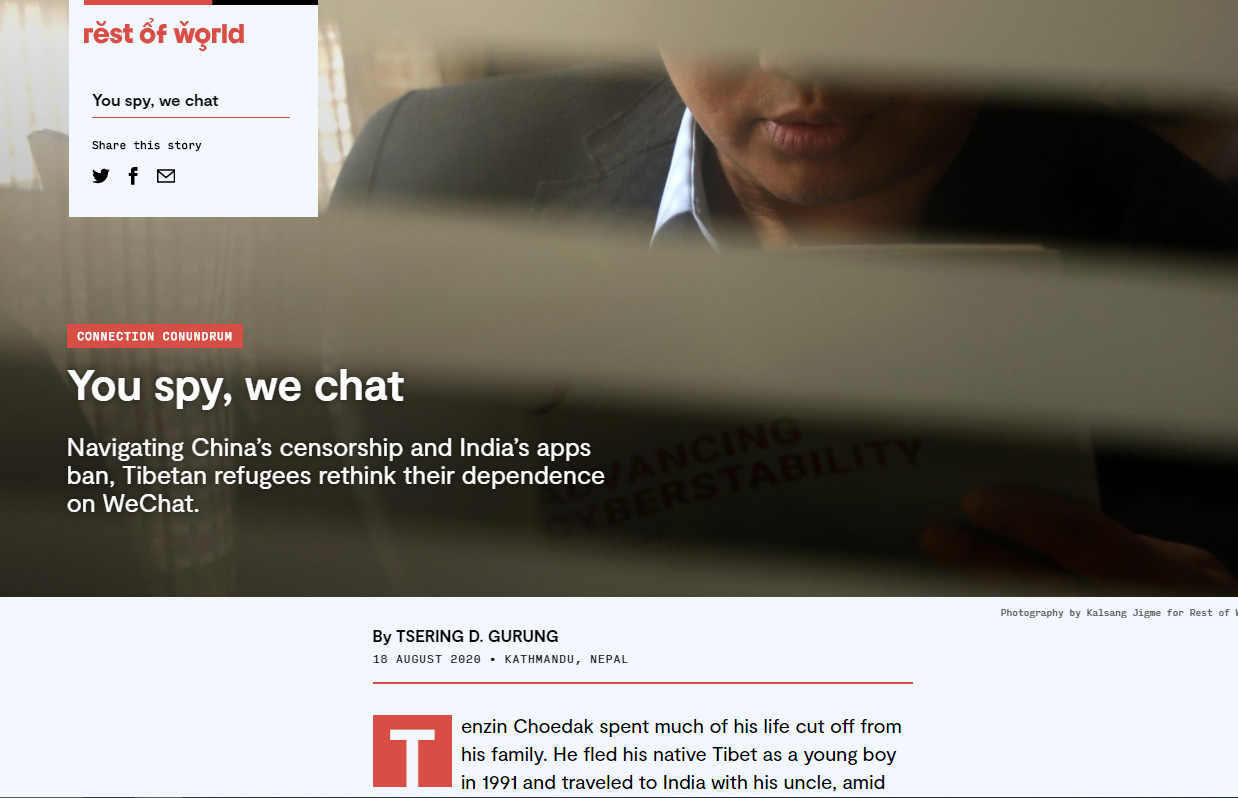 rĕst ȏf w̌o̧rld
You spy, we chat
Share this story
CONNECTION CONUNDRUM
You spy, we chat
Navigating China’s censorship and India’s apps
ban, Tibetan refugees rethink their dependence
on WeChat.
ADVANCING
CYBERSTABILITY
Photography by Kalsang Jigme for Rest of
By TSERING D. GURUNG
18 AUGUST 2020 • KATHMANDU, NEPAL
Tenzin Choedak spent much of his life cut off from
his family. He fled his native Tibet as a young boy
in 1991 and traveled to India with his uncle, amid